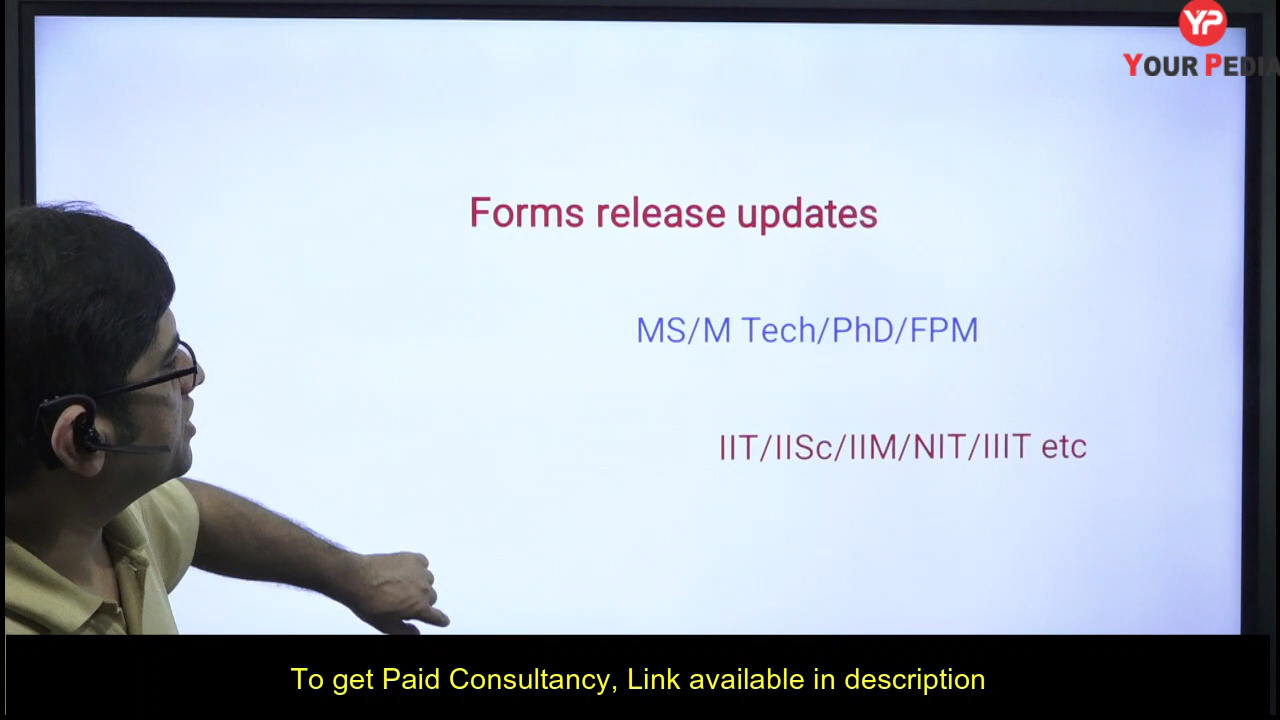 YP
YOUR PEDIA
Forms release updates
MS/M Tech/PhD/FPM
IIT/IISc/IIM/NIT/IIIT etc
To get Paid Consultancy, Link available in description